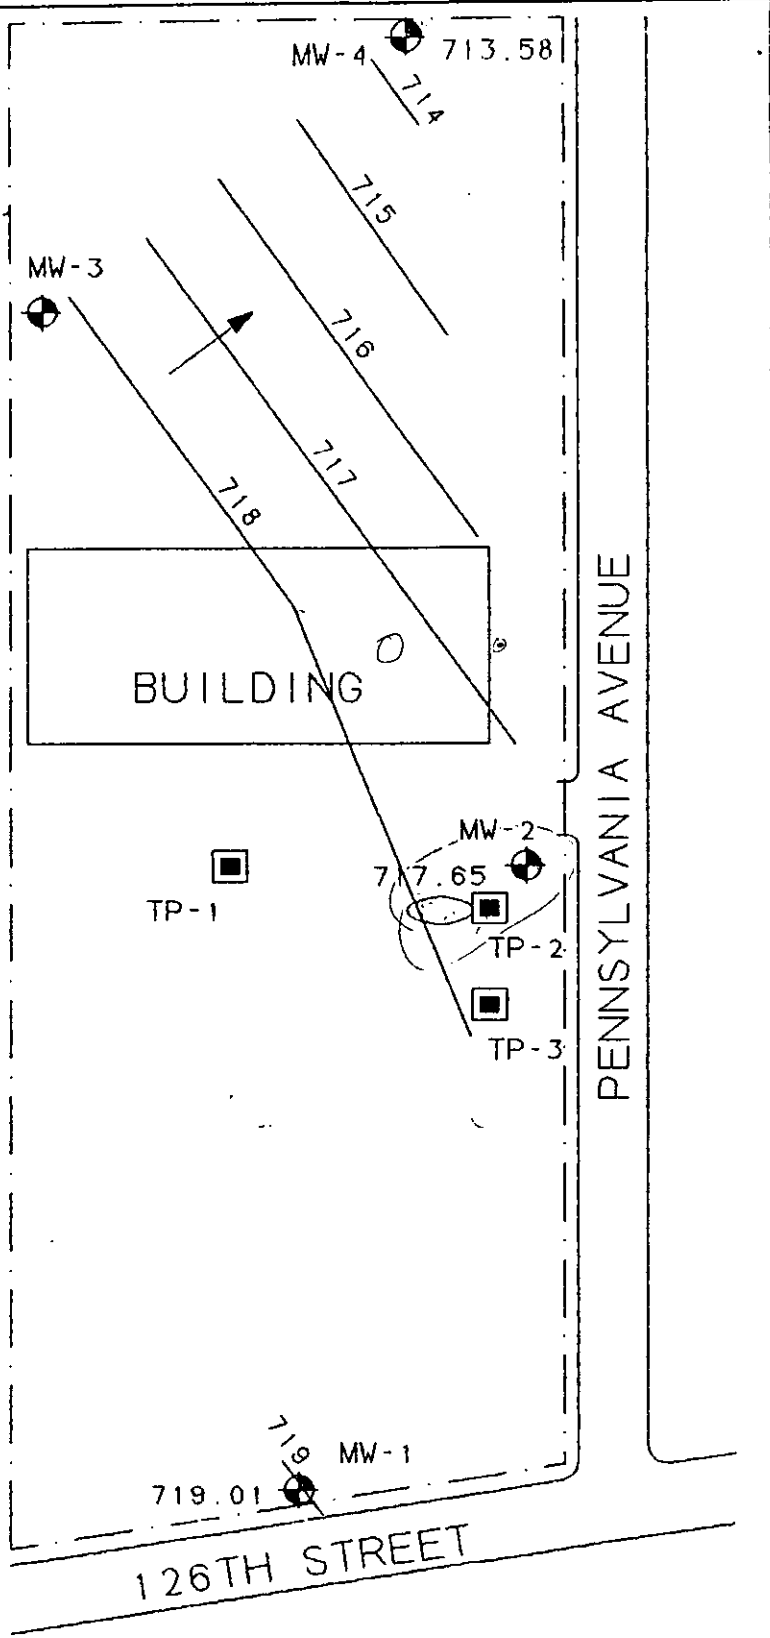 MW-4 713.58
714
715
MW-3
716
717
718
BUILDING
PENNSYLVANIA AVENUE
MW-2
717.65
TP-1
TP-2
TP-3
719
MW-1
719.01
126TH STREET